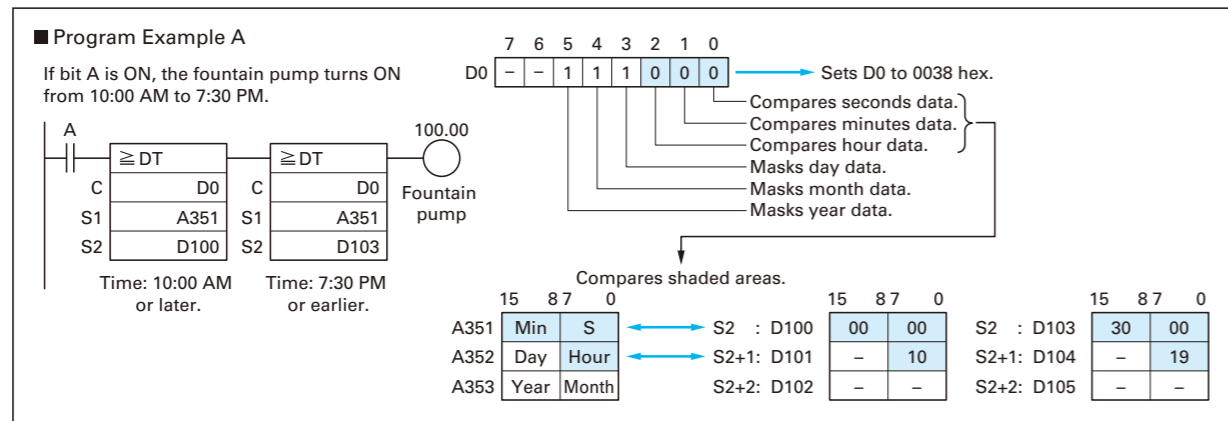 ■ Program Example A
If bit A is ON, the fountain pump turns ON
from 10:00 AM to 7:30 PM.
A
≧DT
C D0
S1 A351
S2 D100
Time: 10:00 AM
or later.
≧DT
C D0
S1 A351
S2 D103
Time: 7:30 PM
or earlier.
100.00
Fountain
pump
7 6 5 4 3 2 1 0
D0 – – 1 1 1 0 0 0 Sets D0 to 0038 hex.
Compares seconds data.
Compares minutes data.
Compares hour data.
Masks day data.
Masks month data.
Masks year data.
Compares shaded areas.
15 8 7 0
A351 Min S
A352 Day Hour
A353 Year Month
15 8 7 0
S2 : D100 00 00
S2+1: D101 – 10
S2+2: D102 – –
15 8 7 0
S2 : D103 30 00
S2+1: D104 – 19
S2+2: D105 – –